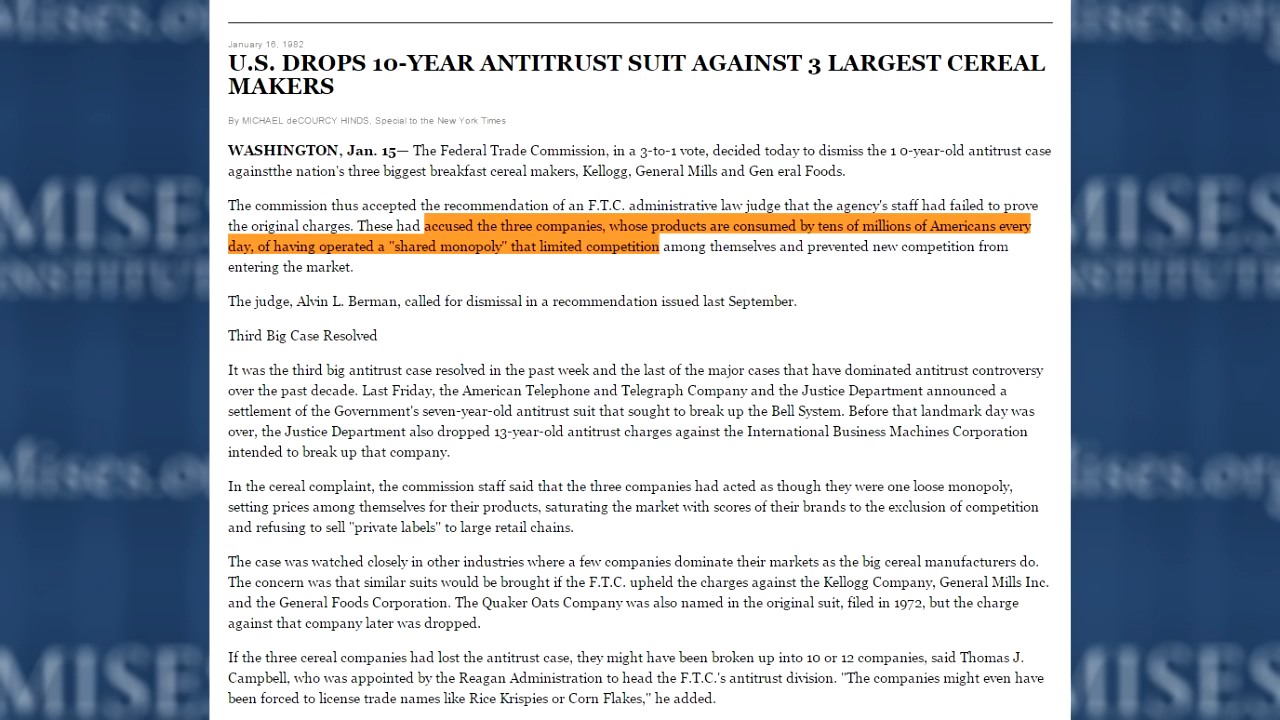 January 16, 1982
U.S. DROPS 10-YEAR ANTITRUST SUIT AGAINST 3 LARGEST CEREAL
MAKERS
By MICHAEL deCOURCY HINDS, Special to the New York Times
WASHINGTON, Jan. 15— The Federal Trade Commission, in a 3-to-1 vote, decided today to dismiss the 1 0-year-old antitrust case
againstthe nation's three biggest breakfast cereal makers, Kellogg, General Mills and Gen eral Foods.
The commission thus accepted the recommendation of an F.T.C. administrative law judge that the agency's staff had failed to prove
the original charges. These had accused the three companies, whose products are consumed by tens of millions of Americans every
day, of having operated a "shared monopoly" that limited competition among themselves and prevented new competition from
entering the market.
The judge, Alvin L. Berman, called for dismissal in a recommendation issued last September.
Third Big Case Resolved
It was the third big antitrust case resolved in the past week and the last of the major cases that have dominated antitrust controversy
over the past decade. Last Friday, the American Telephone and Telegraph Company and the Justice Department announced a
settlement of the Government's seven-year-old antitrust suit that sought to break up the Bell System. Before that landmark day was
over, the Justice Department also dropped 13-year-old antitrust charges against the International Business Machines Corporation
intended to break up that company.
In the cereal complaint, the commission staff said that the three companies had acted as though they were one loose monopoly,
setting prices among themselves for their products, saturating the market with scores of their brands to the exclusion of competition
and refusing to sell "private labels" to large retail chains.
The case was watched closely in other industries where a few companies dominate their markets as the big cereal manufacturers do.
The concern was that similar suits would be brought if the F.T.C. upheld the charges against the Kellogg Company, General Mills Inc.
and the General Foods Corporation. The Quaker Oats Company was also named in the original suit, filed in 1972, but the charge
against that company later was dropped.
If the three cereal companies had lost the antitrust case, they might have been broken up into 10 or 12 companies, said Thomas J.
Campbell, who was appointed by the Reagan Administration to head the F.T.C.'s antitrust division. "The companies might even have
been forced to license trade names like Rice Krispies or Corn Flakes," he added.